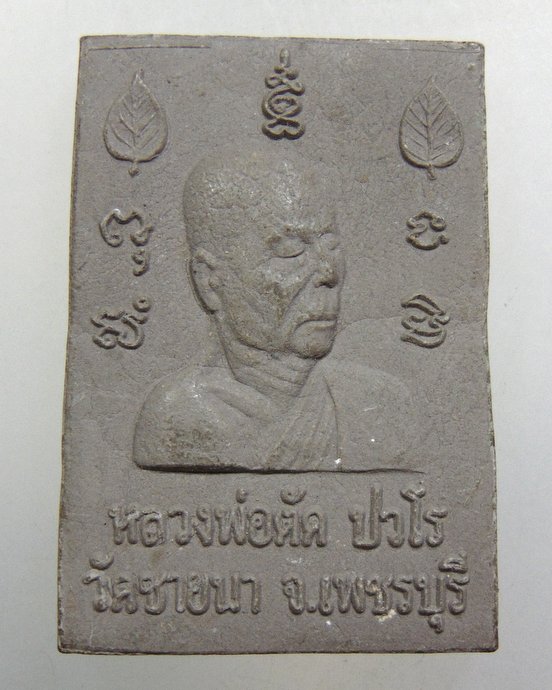 หลวงพ่อตัด ปวโร
วัดชายนา จ.เพชรบุรี